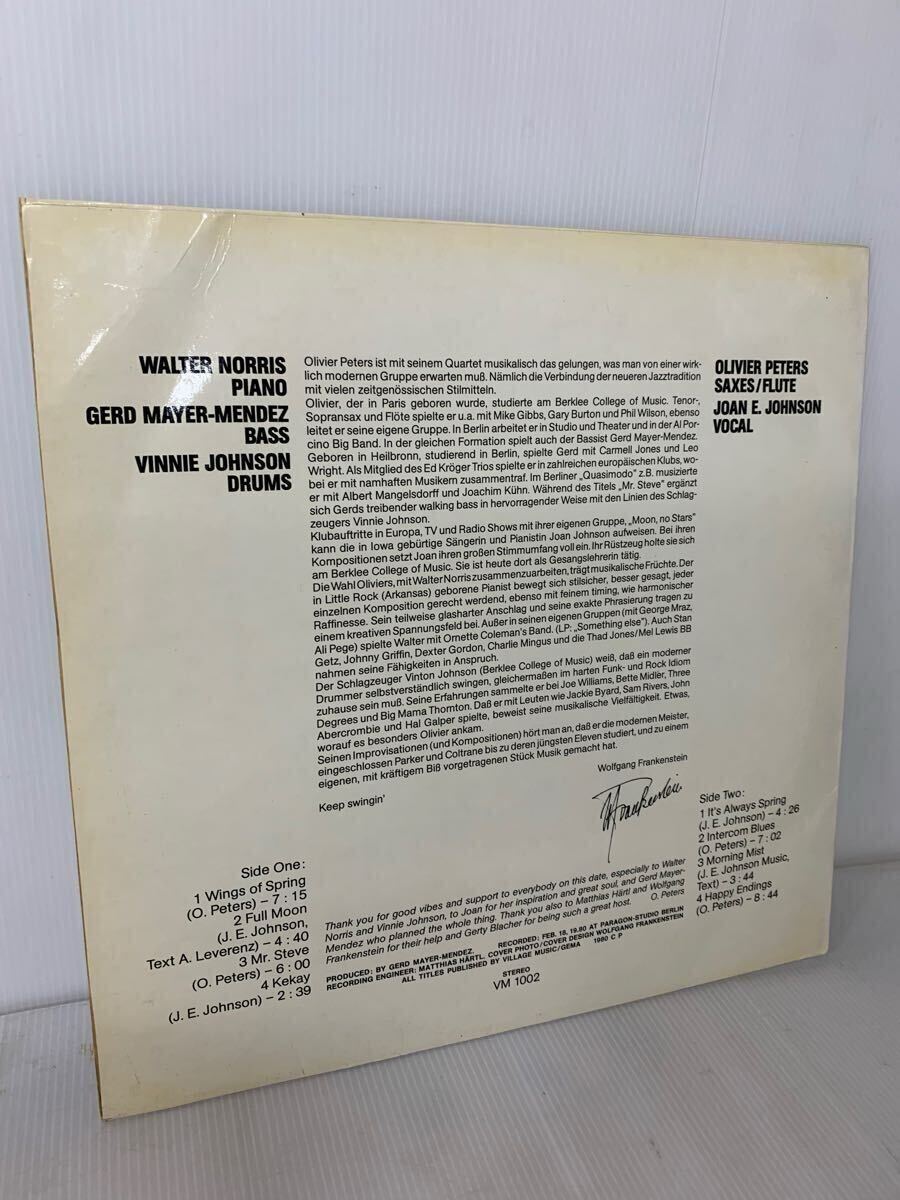 WALTER NORRIS
PIANO
GERD MAYER-MENDEZ
BASS
VINNIE JOHNSON
DRUMS
Olivier Peters ist mit seinem Quartet musikalisch das gelungen, was man von einer wirk-
lich modernen Gruppe erwarten muß. Nämlich die Verbindung der neueren Jazztradition
mit vielen zeitgenössischen Stilmitteln.
Olivier, der in Paris geboren wurde, studierte am Berklee College of Music. Tenor-,
Sopransax und Flöte spielte er u.a. mit Mike Gibbs, Gary Burton und Phil Wilson, ebenso
leitet er seine eigene Gruppe. In Berlin arbeitet er in Studio und Theater und in der Al Por-
cino Big Band. In der gleichen Formation spielt auch der Bassist Gerd Mayer-Mendez.
Geboren in Heilbronn, studierend in Berlin, spielte Gerd mit Carmell Jones und Leo
Wright. Als Mitglied des Ed Kröger Trios spielte er in zahlreichen europäischen Klubs, wo-
bei er mit namhaften Musikern zusammentraf. Im Berliner „Quasimodo" z.B. musizierte
er mit Albert Mangelsdorff und Joachim Kühn. Während des Titels „Mr. Steve" ergänzt
sich Gerds treibender walking bass in hervorragender Weise mit den Linien des Schlag-
zeugers Vinnie Johnson.
Klubauftritte in Europa, TV und Radio Shows mit ihrer eigenen Gruppe, „Moon, no Stars"
kann die in Iowa gebürtige Sängerin und Pianistin Joan Johnson aufweisen. Bei ihren
Kompositionen setzt Joan ihren großen Stimmumfang voll ein. Ihr Rüstzeug holte sie sich
am Berklee College of Music. Sie ist heute dort als Gesangslehrerin tätig.
Die Wahl Oliviers, mit Walter Norris zusammenzuarbeiten, trägt musikalische Früchte. Der
in Little Rock (Arkansas) geborene Pianist bewegt sich stilsicher, besser gesagt, jeder
einzelnen Komposition gerecht werdend, ebenso mit feinem timing, wie harmonischer
Raffinesse. Sein teilweise glasharter Anschlag und seine exakte Phrasierung tragen zu
einem kreativen Spannungsfeld bei. Außer in seinen eigenen Gruppen (mit George Mraz,
Ali Pege) spielte Walter mit Ornette Coleman's Band. (LP: „Something else"). Auch Stan
Getz, Johnny Griffin, Dexter Gordon, Charlie Mingus und die Thad Jones/Mel Lewis BB
nahmen seine Fähigkeiten in Anspruch.
Der Schlagzeuger Vinton Johnson (Berklee College of Music) weiß, daß ein moderner
Drummer selbstverständlich swingen, gleichermaßen im harten Funk- und Rock Idiom
zuhause sein muß. Seine Erfahrungen sammelte er bei Joe Williams, Bette Midler, Three
Degrees und Big Mama Thornton. Daß er mit Leuten wie Jackie Byard, Sam Rivers, John
Abercrombie und Hal Galper spielte, beweist seine musikalische Vielfältigkeit. Etwas,
worauf es besonders Olivier ankam.
Seinen Improvisationen (und Kompositionen) hört man an, daß er die modernen Meister,
eingeschlossen Parker und Coltrane bis zu deren jüngsten Eleven studiert, und zu einem
eigenen, mit kräftigem Biß vorgetragenen Stück Musik gemacht hat.
Wolfgang Frankenstein
Keep swingin'
OLIVIER PETERS
SAXES/FLUTE
JOAN E. JOHNSON
VOCAL
Side One:
1 Wings of Spring
(O. Peters) – 7 : 15
2 Full Moon
(J. E. Johnson,
Text A. Leverenz) – 4 : 40
3 Mr. Steve
(O. Peters) – 6 : 00
4 Kekay
(J. E. Johnson) – 2 : 39
Thank you for good vibes and support to everybody on this date, especially to Walter
Norris and Vinnie Johnson, to Joan for her inspiration and great soul, and Gerd Mayer-
Mendez who planned the whole thing. Thank you also to Matthias Härtl and Wolfgang
Frankenstein for their help and Gerty Blacher for being such a great host. O. Peters
PRODUCED: BY GERD MAYER-MENDEZ. RECORDED: FEB. 18. 19.80 AT PARAGON-STUDIO BERLIN
RECORDING ENGINEER: MATTHIAS HÄRTL. COVER PHOTO/COVER DESIGN WOLFGANG FRANKENSTEIN
ALL TITLES PUBLISHED BY VILLAGE MUSIC/GEMA 1980 C P
STEREO
VM 1002
Side Two:
1 It's Always Spring
(J. E. Johnson) – 4 : 26
2 Intercom Blues
(O. Peters) – 7 : 02
3 Morning Mist
(J. E. Johnson Music,
Text) – 3 : 44
4 Happy Endings
(O. Peters) – 8 : 44